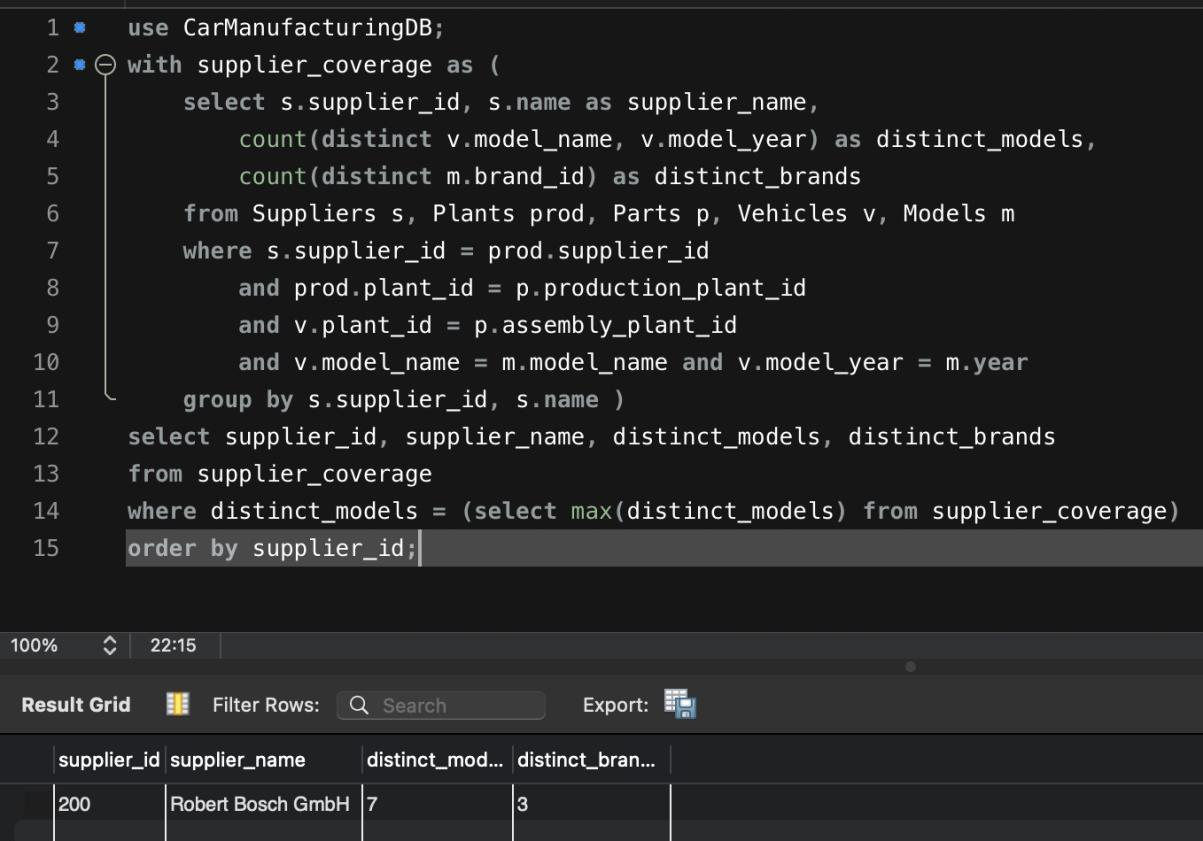 1 use CarManufacturingDB;
2 with supplier_coverage as (
3 select s.supplier_id, s.name as supplier_name,
4 count(distinct v.model_name, v.model_year) as distinct_models,
5 count(distinct m.brand_id) as distinct_brands
6 from Suppliers s, Plants prod, Parts p, Vehicles v, Models m
7 where s.supplier_id = prod.supplier_id
8 and prod.plant_id = p.production_plant_id
9 and v.plant_id = p.assembly_plant_id
10 and v.model_name = m.model_name and v.model_year = m.year
11 group by s.supplier_id, s.name )
12 select supplier_id, supplier_name, distinct_models, distinct_brands
13 from supplier_coverage
14 where distinct_models = (select max(distinct_models) from supplier_coverage)
15 order by supplier_id;
100% 22:15
Result Grid Filter Rows: Search Export:
supplier_id supplier_name distinct_mod... distinct_bran...
200 Robert Bosch GmbH 7 3